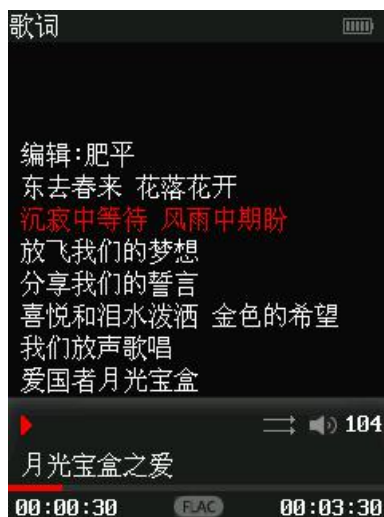 歌词
编辑:肥平
东去春来 花落花开
沉寂中等待 风雨中期盼
放飞我们的梦想
分享我们的誓言
喜悦和泪水泼洒 金色的希望
我们放声歌唱
爱国者月光宝盒
104
月光宝盒之爱
00:00:30 FLAC 00:03:30